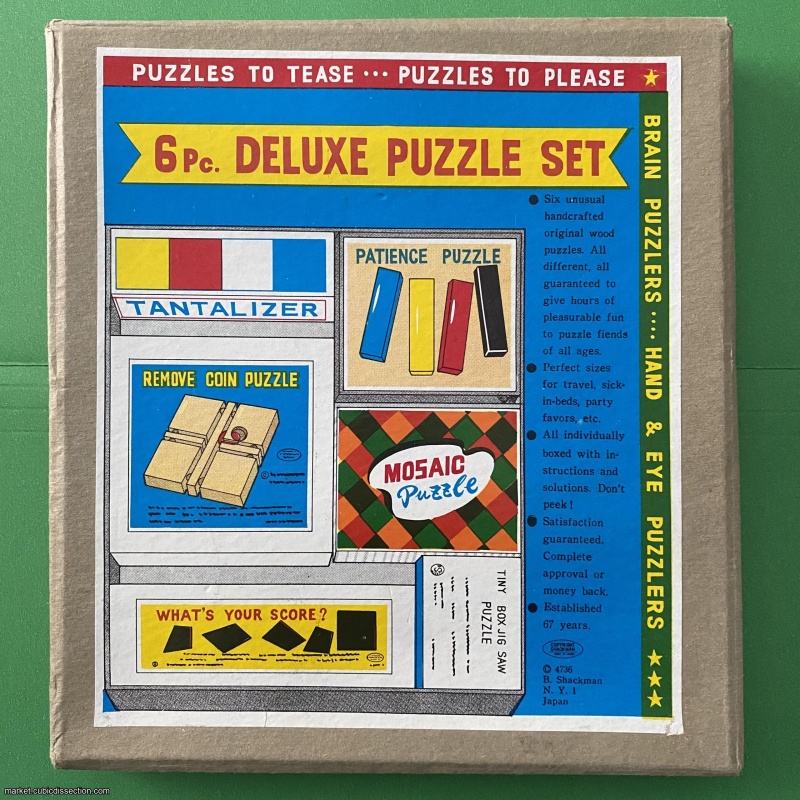 PUZZLES TO TEASE ••• PUZZLES TO PLEASE
6 Pc. DELUXE PUZZLE SET
BRAIN PUZZLERS •••• HAND & EYE PUZZLERS
TANTALIZER
PATIENCE PUZZLE
REMOVE COIN PUZZLE
MOSAIC
Puzzle
WHAT'S YOUR SCORE?
TINY BOX JIG SAW
PUZZLE
● Six unusual
handcrafted
original wood
puzzles. All
different, all
guaranteed to
give hours of
pleasurable fun
to puzzle fiends
of all ages.
● Perfect sizes
for travel, sick-
in-beds, party
favors, etc.
● All individually
boxed with in-
structions and
solutions. Don't
peek!
● Satisfaction
guaranteed.
Complete
approval or
money back.
● Established
67 years.
COPYRIGHT
SHACKMAN
© 4736
B. Shackman
N. Y. 1
Japan
market.cubicdissection.com